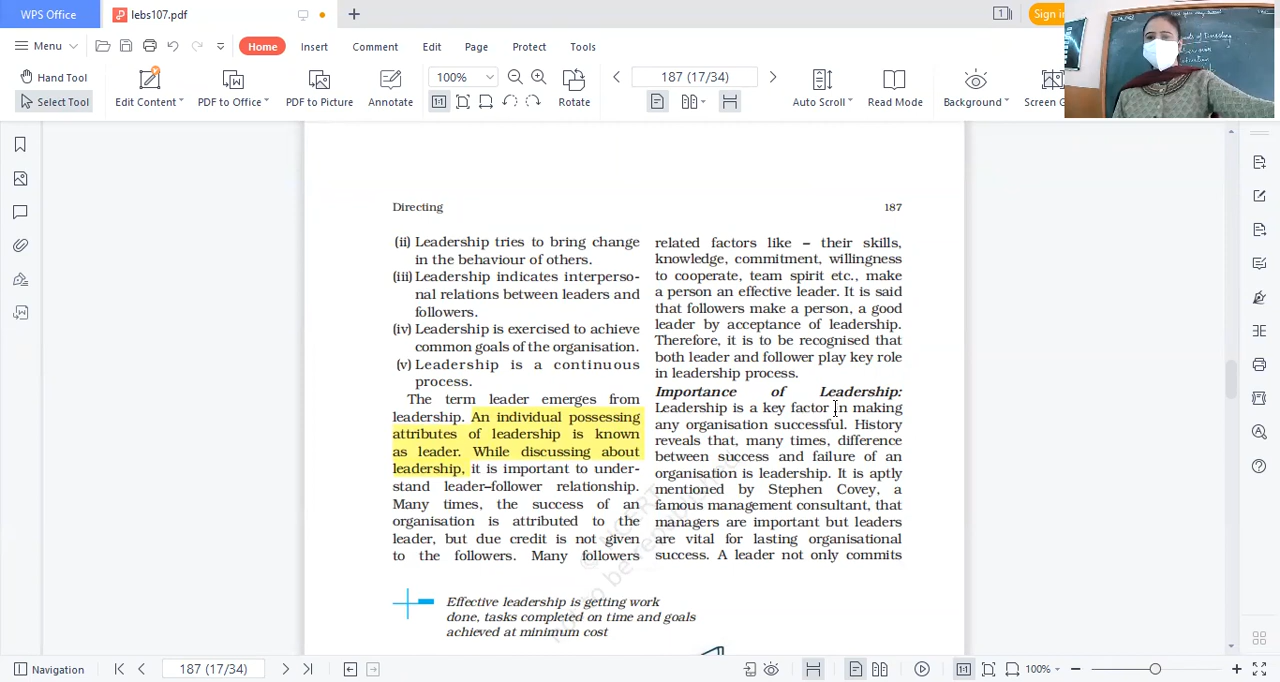 WPS Office
lebs107.pdf
1
Sign in
Menu
Home
Insert
Comment
Edit
Page
Protect
Tools
Hand Tool
Select Tool
Edit Content
PDF to Office
PDF to Picture
Annotate
100%
1:1
Rotate
187 (17/34)
Auto Scroll
Read Mode
Background
Screen
Directing
187
(ii) Leadership tries to bring change
in the behaviour of others.
(iii) Leadership indicates interperso-
nal relations between leaders and
followers.
(iv) Leadership is exercised to achieve
common goals of the organisation.
(v) Leadership is a continuous
process.
The term leader emerges from
leadership. An individual possessing
attributes of leadership is known
as leader. While discussing about
leadership, it is important to under-
stand leader–follower relationship.
Many times, the success of an
organisation is attributed to the
leader, but due credit is not given
to the followers. Many followers
related factors like – their skills,
knowledge, commitment, willingness
to cooperate, team spirit etc., make
a person an effective leader. It is said
that followers make a person, a good
leader by acceptance of leadership.
Therefore, it is to be recognised that
both leader and follower play key role
in leadership process.
Importance of Leadership:
Leadership is a key factor in making
any organisation successful. History
reveals that, many times, difference
between success and failure of an
organisation is leadership. It is aptly
mentioned by Stephen Covey, a
famous management consultant, that
managers are important but leaders
are vital for lasting organisational
success. A leader not only commits
Effective leadership is getting work
done, tasks completed on time and goals
achieved at minimum cost
Navigation
187 (17/34)
1:1
100%